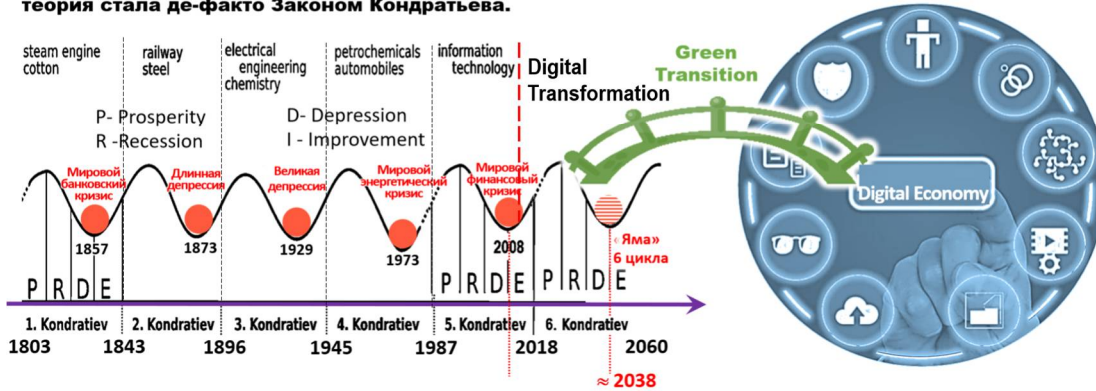 теория стала де-факто Законом Кондратьева.
steam engine
cotton
railway
steel
electrical
engineering
chemistry
petrochemicals
automobiles
information
technology
Digital
Transformation
Green
Transition
P- Prosperity
R -Recession
D- Depression
I - Improvement
Мировой
банковский
кризис
Длинная
депрессия
Великая
депрессия
Мировой
энергетический
кризис
Мировой
финансовый
кризис
Digital Economy
1857
1873
1929
1973
2008
«Яма»
6 цикла
P R D E
P R D E
P R D E
1. Kondratiev
2. Kondratiev
3. Kondratiev
4. Kondratiev
5. Kondratiev
6. Kondratiev
1803
1843
1896
1945
1987
2018
2060
≈ 2038